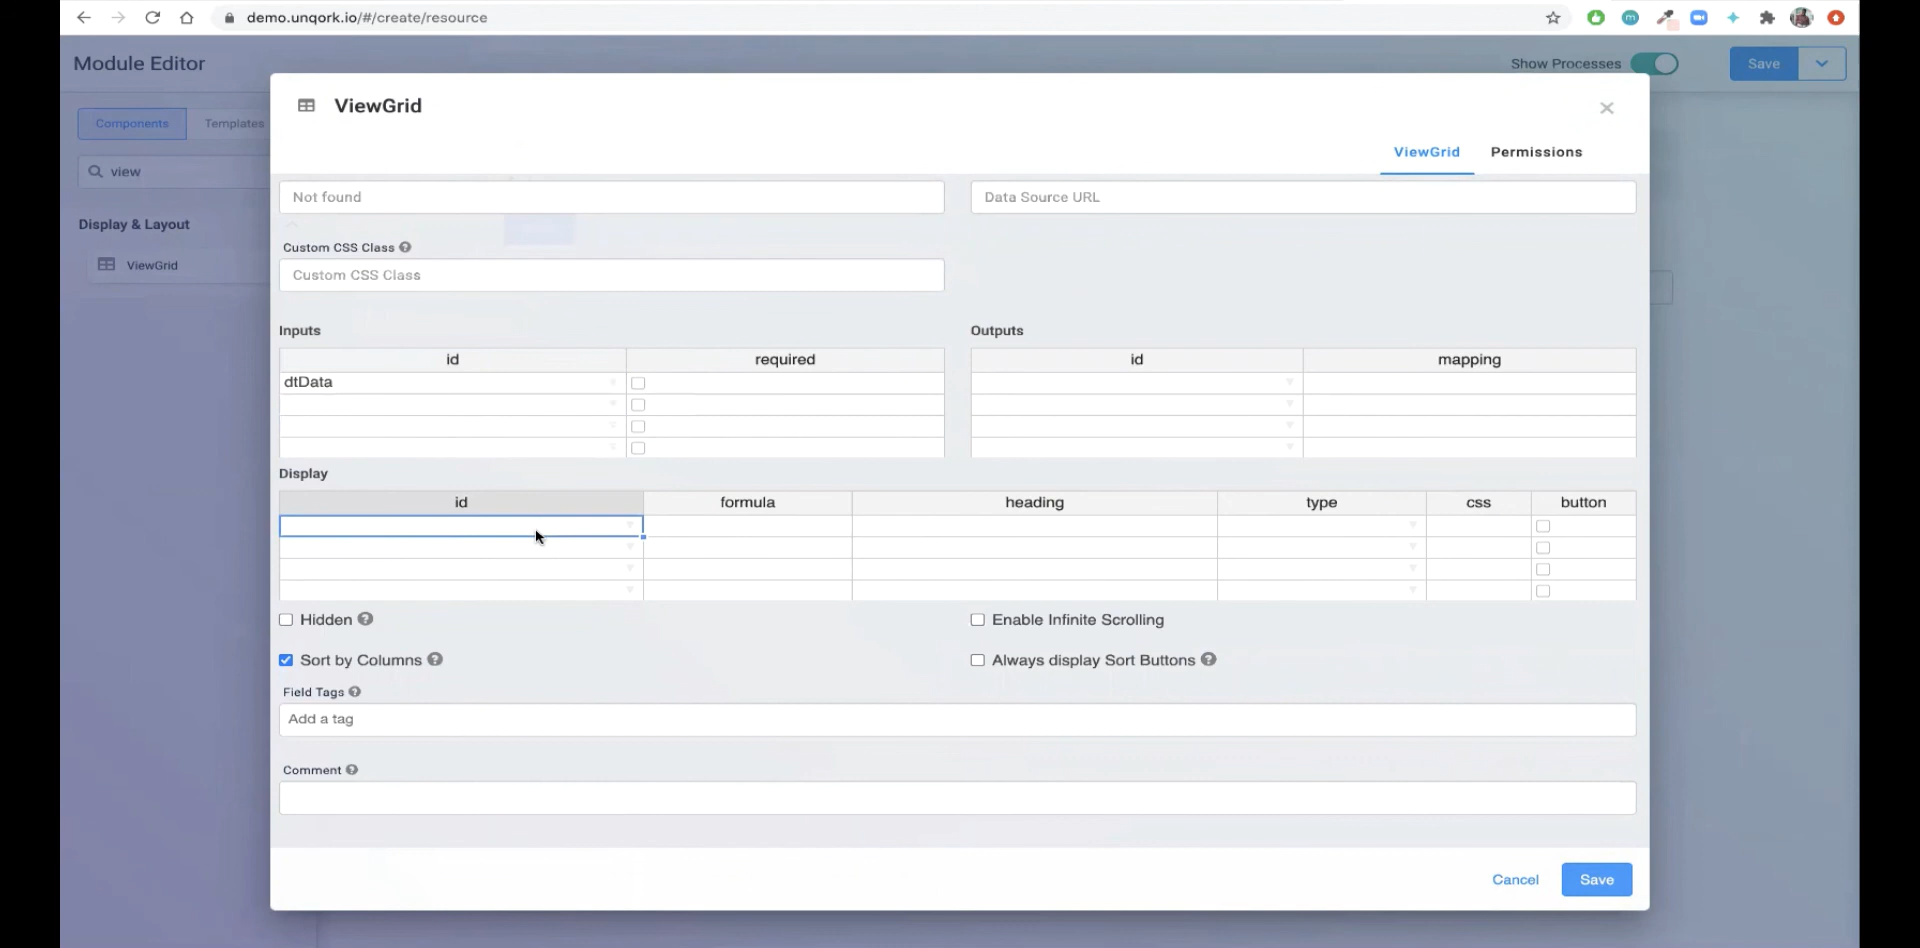 demo.unqork.io/#/create/resource
m
Module Editor
Show Processes
Save
Components
Templates
view
Display & Layout
ViewGrid
ViewGrid
ViewGrid
Permissions
Not found
Data Source URL
Custom CSS Class
Custom CSS Class
Inputs
Outputs
id required
id mapping
dtData
Display
id formula heading type css button
Hidden
Enable Infinite Scrolling
Sort by Columns
Always display Sort Buttons
Field Tags
Add a tag
Comment
Cancel
Save